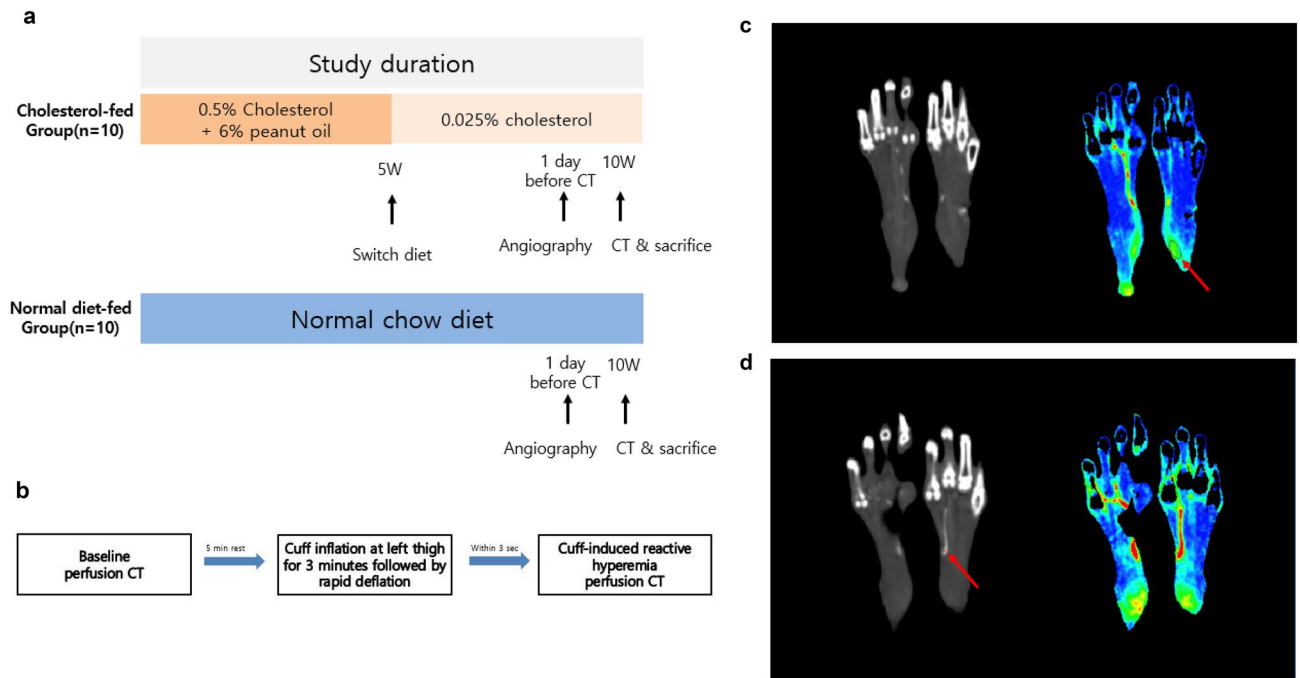 a
Study duration
Cholesterol-fed
Group(n=10)
0.5% Cholesterol
+ 6% peanut oil
0.025% cholesterol
5W
1 day
before CT
10W
Switch diet
Angiography
CT & sacrifice
Normal diet-fed
Group(n=10)
Normal chow diet
1 day
before CT
10W
Angiography
CT & sacrifice
b
Baseline
perfusion CT
5 min rest
Cuff inflation at left thigh
for 3 minutes followed by
rapid deflation
Within 3 sec
Cuff-induced reactive
hyperemia
perfusion CT
c
d